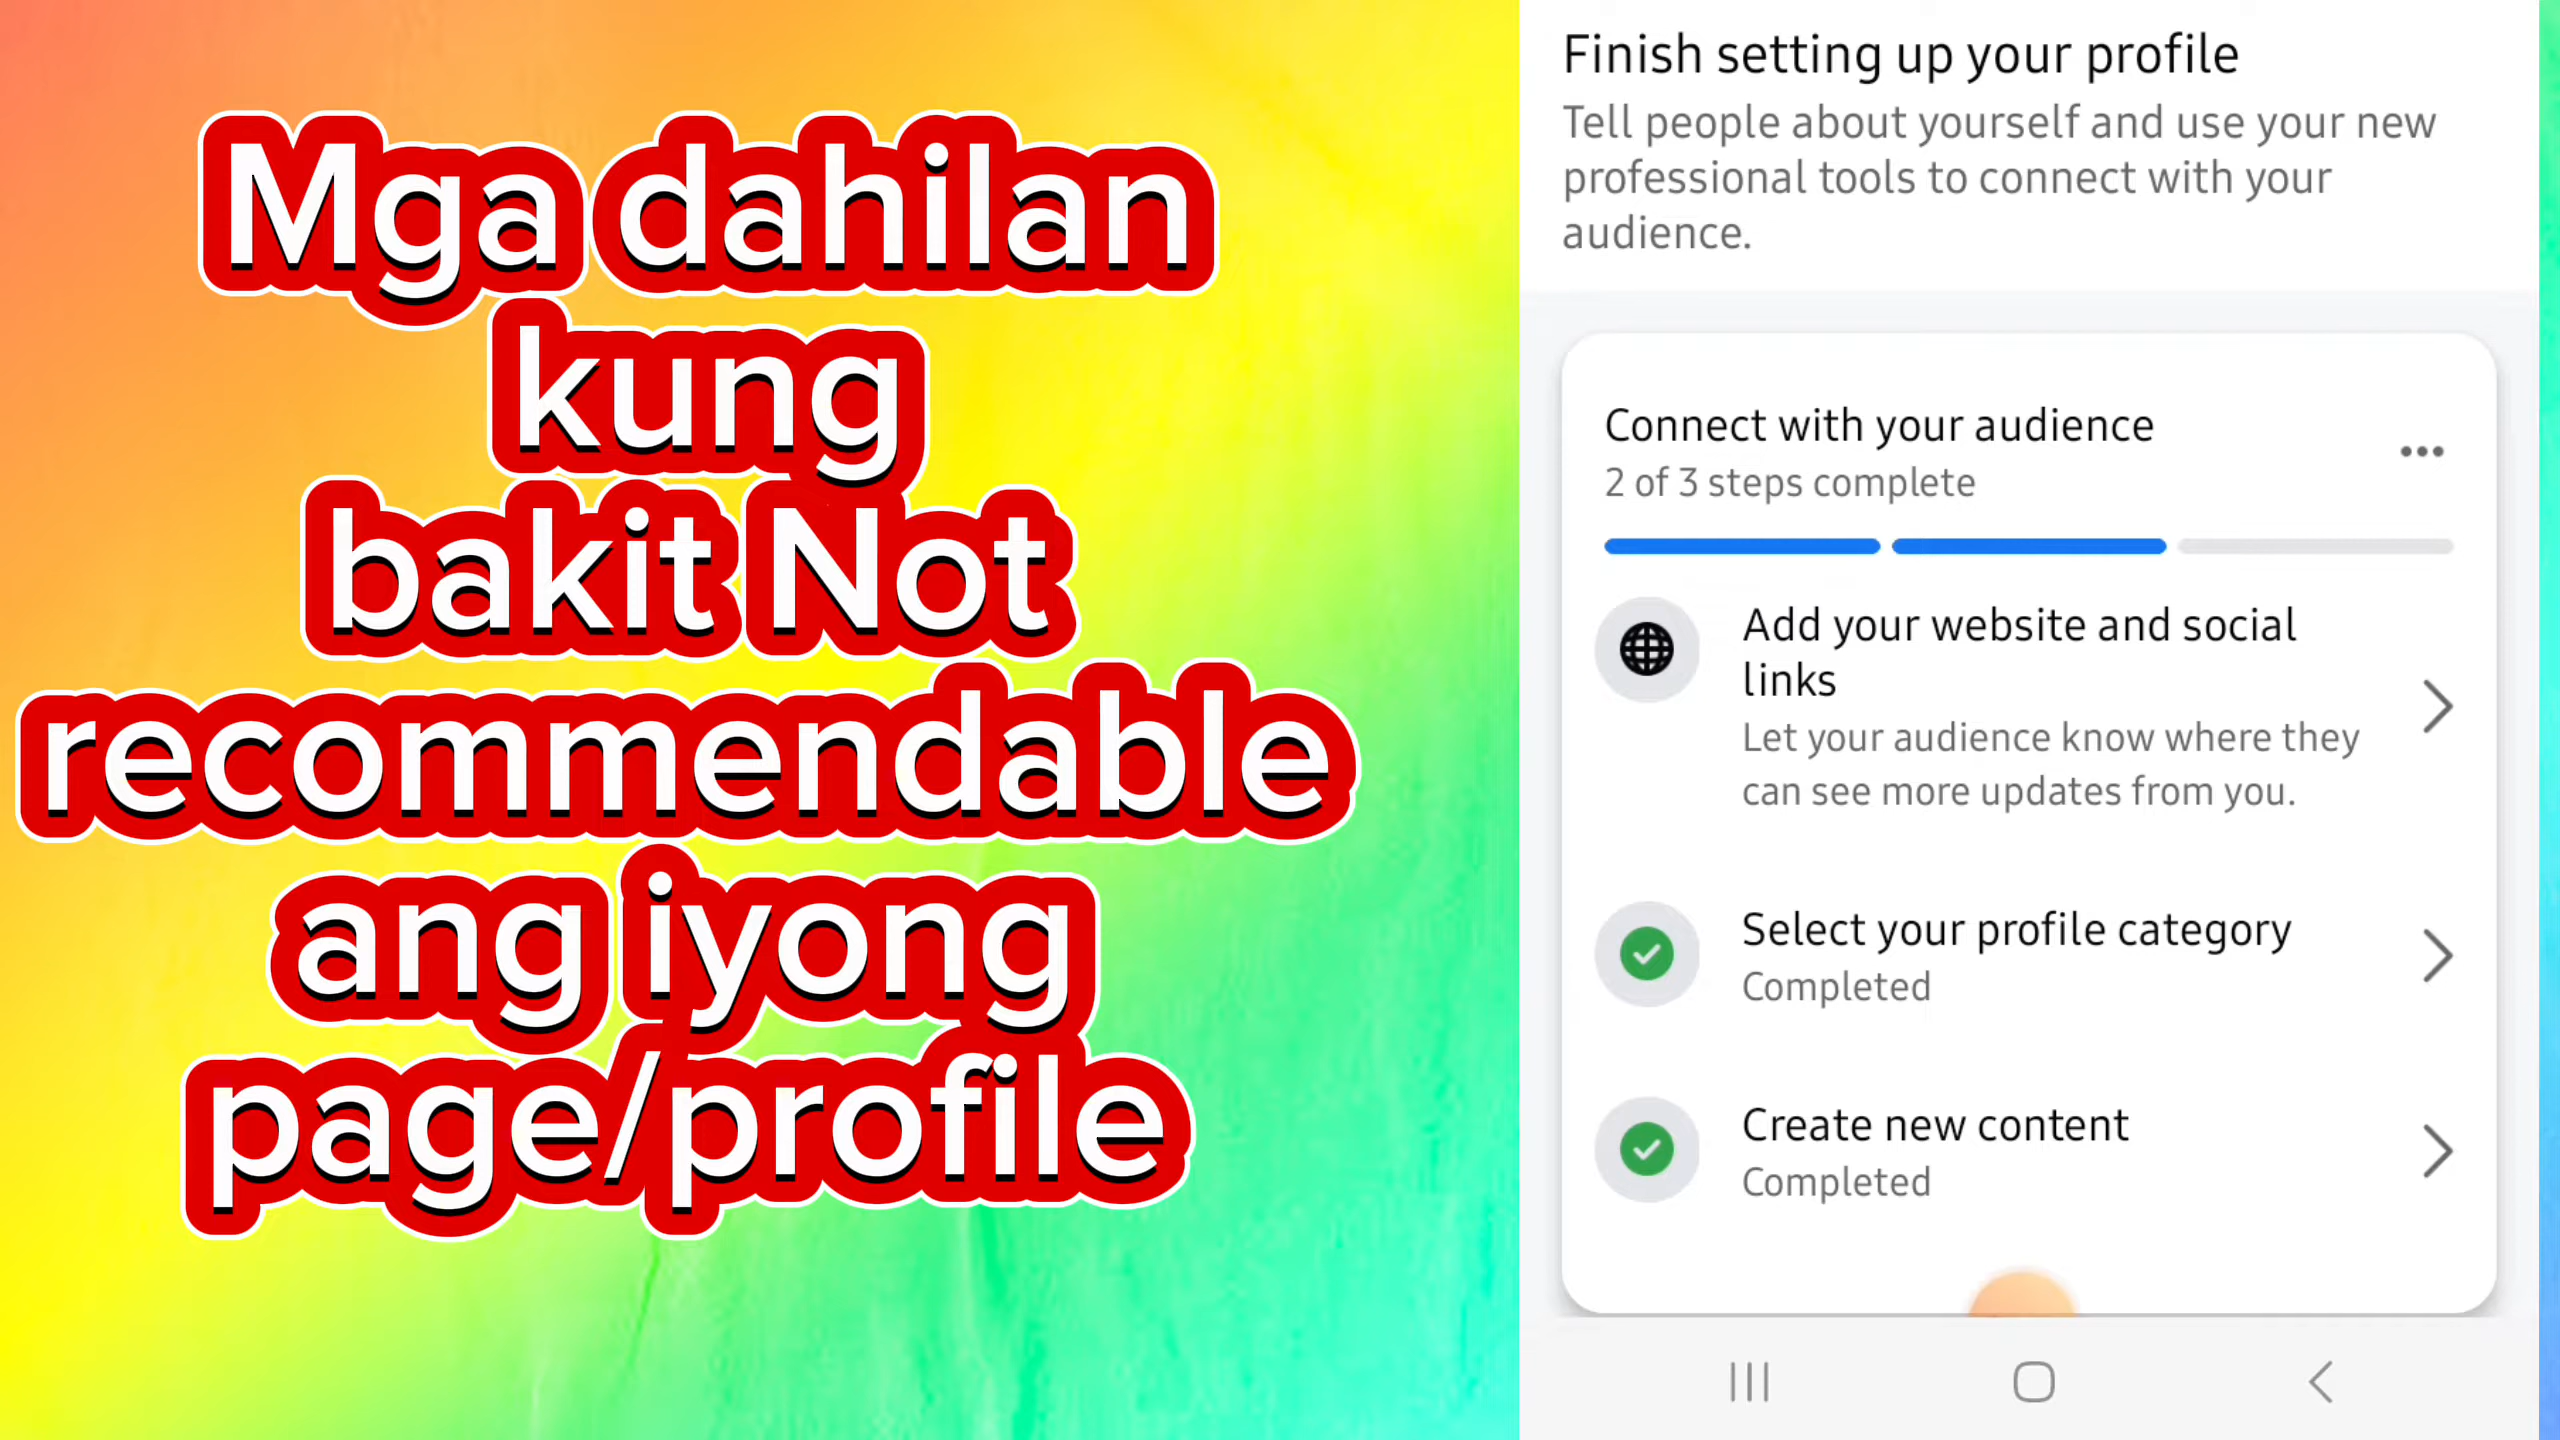 Mga dahilan
kung
bakit Not
recommendable
ang iyong
page/profile
Finish setting up your profile
Tell people about yourself and use your new
professional tools to connect with your
audience.
Connect with your audience
2 of 3 steps complete
Add your website and social
links
Let your audience know where they
can see more updates from you.
Select your profile category
Completed
Create new content
Completed